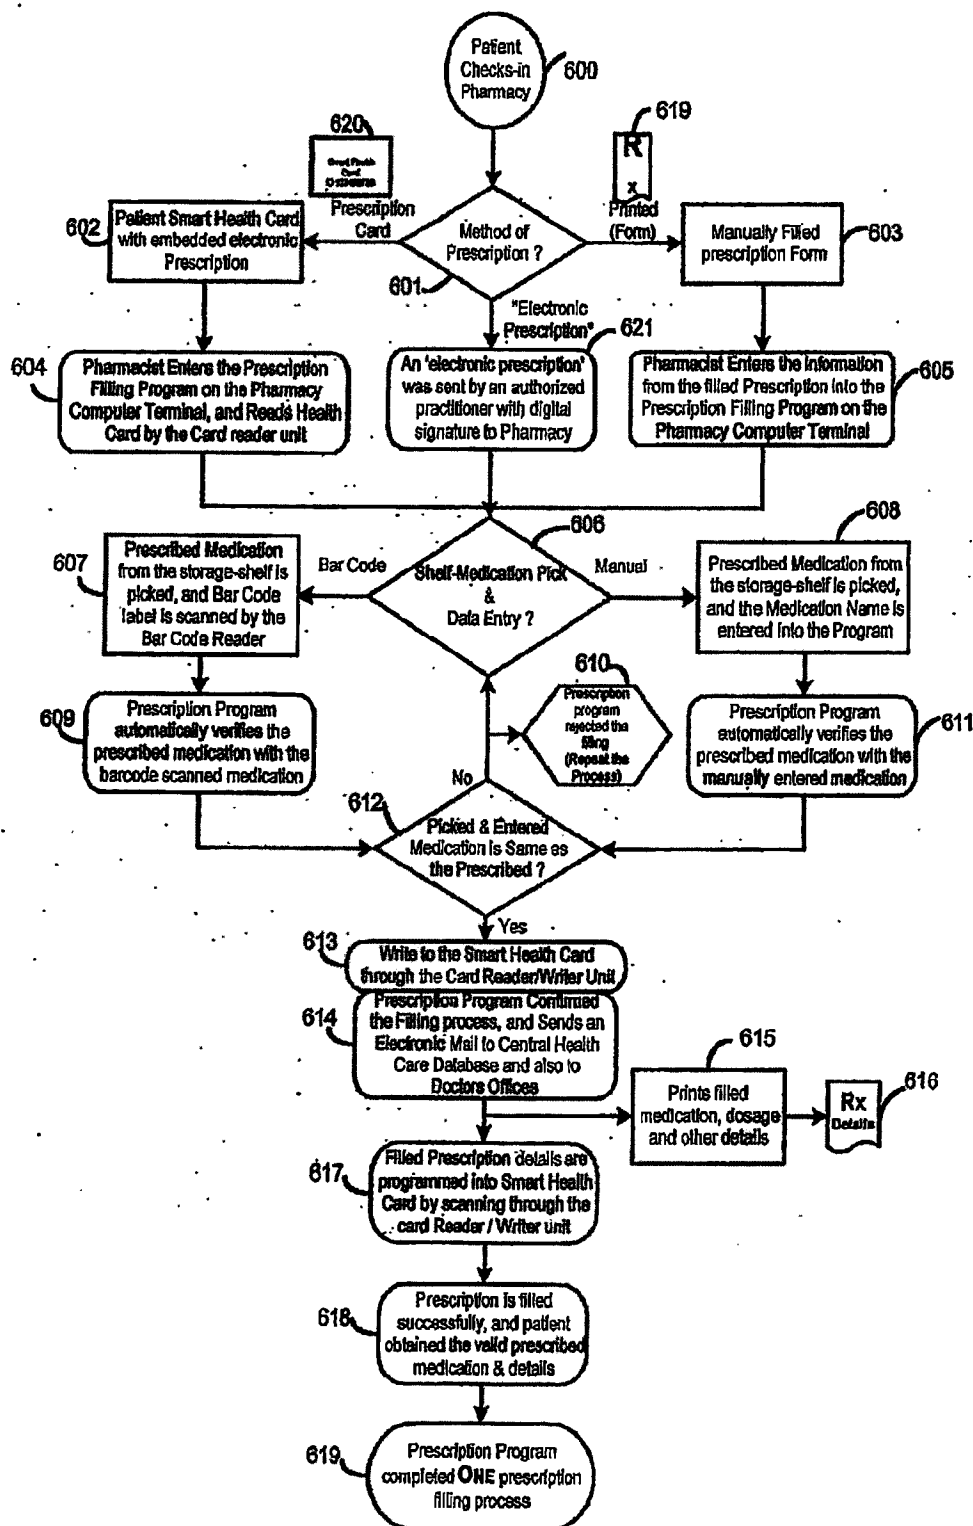 Patient
Checks-in
Pharmacy
600
620
Smart Health
Card
619
R
x
Prescription
Card
Printed
(Form)
602
Patient Smart Health Card
with embedded electronic
Prescription
Method of
Prescription ?
601
Manually Filled
prescription Form
603
"Electronic
Prescription"
604
Pharmacist Enters the Prescription
Filling Program on the Pharmacy
Computer Terminal, and Reads Health
Card by the Card reader unit
621
An 'electronic prescription'
was sent by an authorized
practitioner with digital
signature to Pharmacy
Pharmacist Enters the information
from the filled Prescription into the
Prescription Filling Program on the
Pharmacy Computer Terminal
605
606
608
607
Prescribed Medication
from the storage-shelf is
picked, and Bar Code
label is scanned by the
Bar Code Reader
Bar Code
Shelf-Medication Pick
&
Data Entry ?
Manual
Prescribed Medication from
the storage-shelf is picked,
and the Medication Name is
entered into the Program
609
Prescription Program
automatically verifies the
prescribed medication with the
barcode scanned medication
610
Prescription
program
rejected the
filling
(Repeat the
Process)
Prescription Program
automatically verifies the
prescribed medication with the
manually entered medication
611
No
612
Picked & Entered
Medication is Same as
the Prescribed ?
Yes
613
Write to the Smart Health Card
through the Card Reader/Writer Unit
614
Prescription Program Confirmed
the Filling process, and Sends an
Electronic Mail to Central Health
Care Database and also to
Doctors Offices
615
Prints filled
medication, dosage
and other details
616
Rx
Details
617
Filled Prescription details are
programmed into Smart Health
Card by scanning through the
card Reader / Writer unit
618
Prescription is filled
successfully, and patient
obtained the valid prescribed
medication & details
619
Prescription Program
completed ONE prescription
filling process